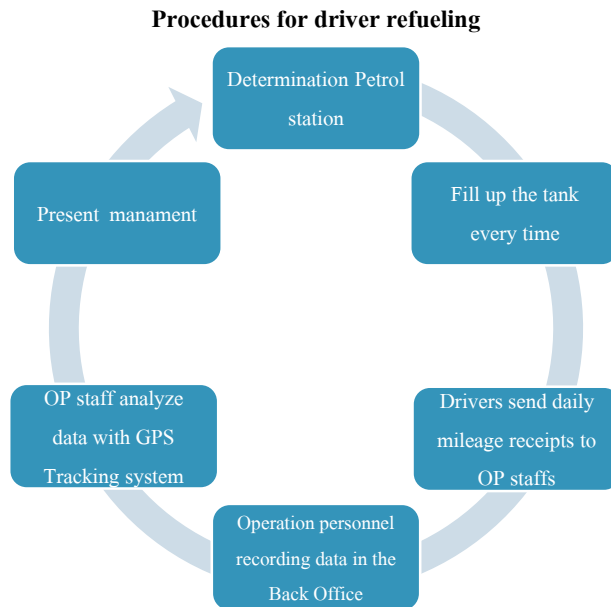 Procedures for driver refueling
Determination Petrol
station
Fill up the tank
every time
Drivers send daily
mileage receipts to
OP staffs
Operation personnel
recording data in the
Back Office
OP staff analyze
data with GPS
Tracking system
Present manament